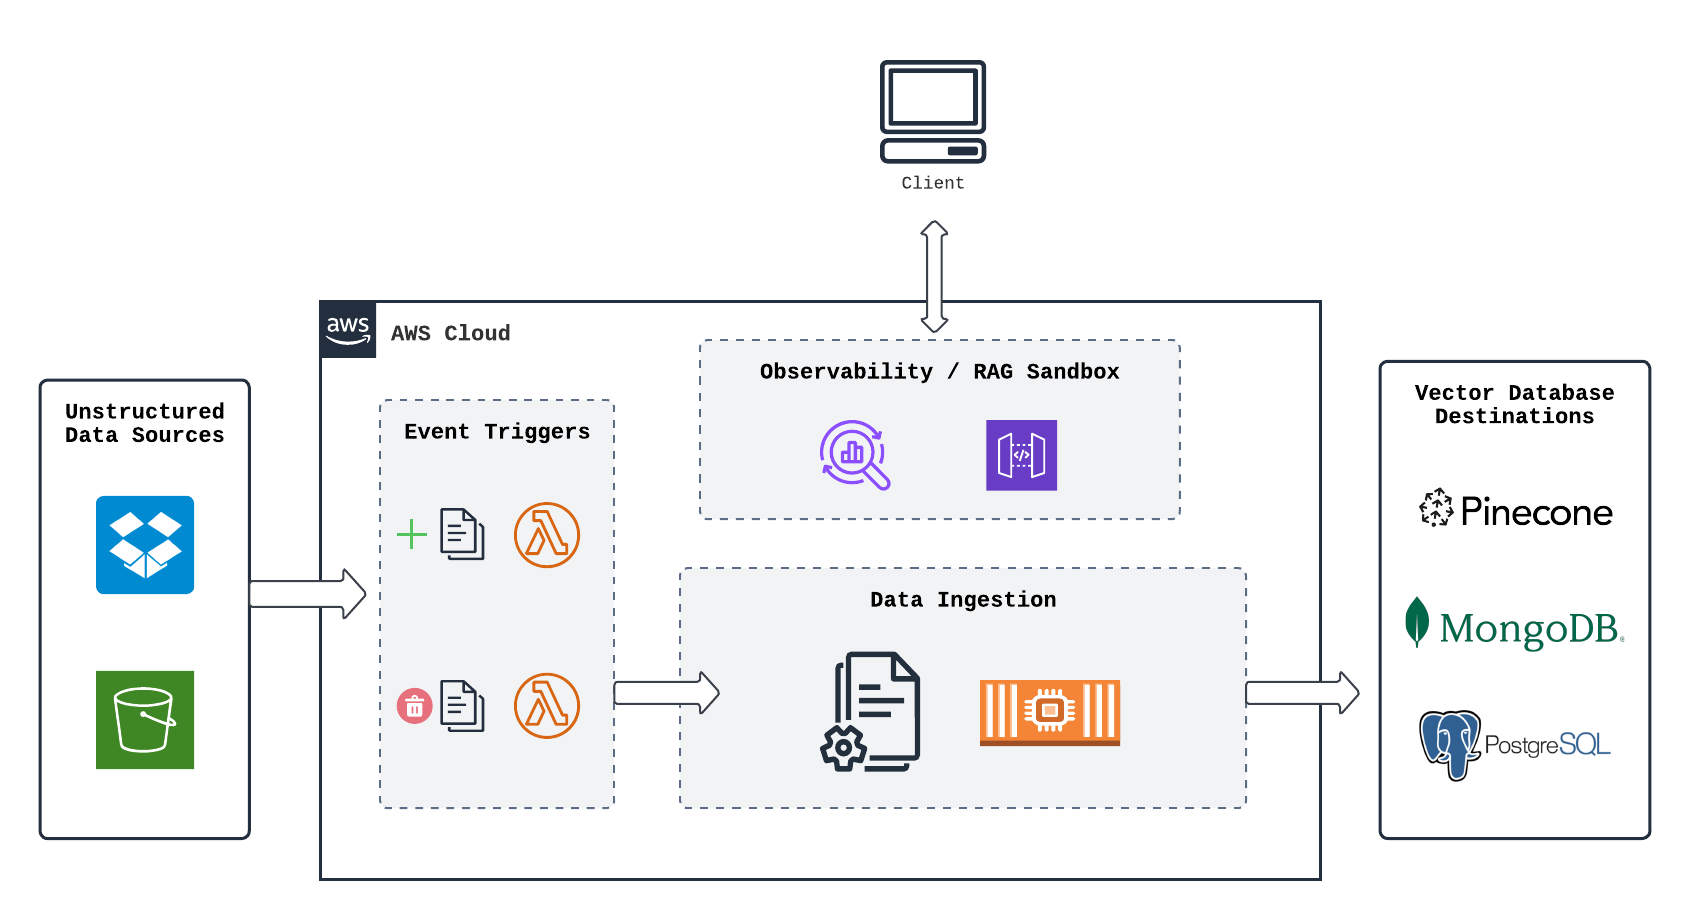 Client
aws
AWS Cloud
Observability / RAG Sandbox
</>
Unstructured
Data Sources
Event Triggers
Data Ingestion
Vector Database
Destinations
Pinecone
MongoDB®
PostgreSQL